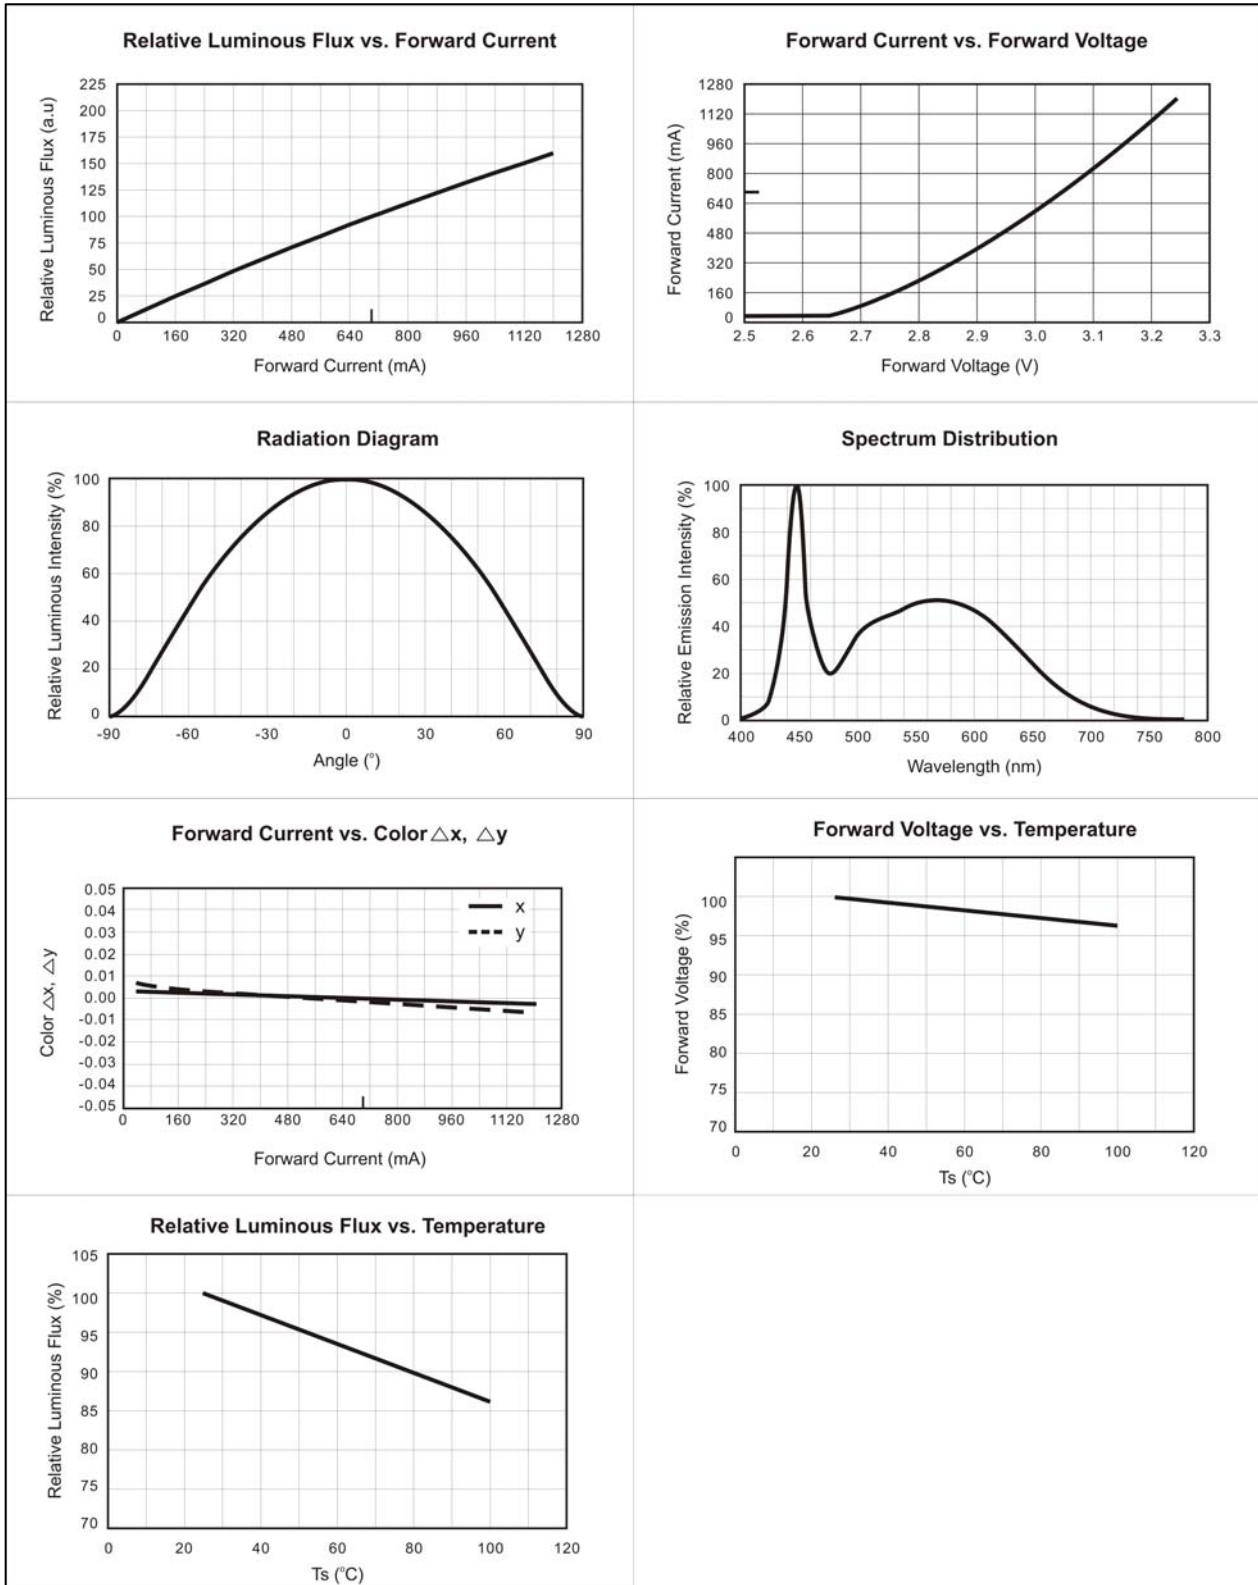 Relative Luminous Flux vs. Forward Current
Relative Luminous Flux (a.u)
225
200
175
150
125
100
75
50
25
0
0 160 320 480 640 800 960 1120 1280
Forward Current (mA)
Forward Current vs. Forward Voltage
Forward Current (mA)
1280
1120
960
800
640
480
320
160
0
2.5 2.6 2.7 2.8 2.9 3.0 3.1 3.2 3.3
Forward Voltage (V)
Radiation Diagram
Relative Luminous Intensity (%)
100
80
60
40
20
0
-90 -60 -30 0 30 60 90
Angle (°)
Spectrum Distribution
Relative Emission Intensity (%)
100
80
60
40
20
0
400 450 500 550 600 650 700 750 800
Wavelength (nm)
Forward Current vs. Color △x, △y
Color △x, △y
0.05
0.04
0.03
0.02
0.01
0.00
-0.01
-0.02
-0.03
-0.04
-0.05
x
y
0 160 320 480 640 800 960 1120 1280
Forward Current (mA)
Forward Voltage vs. Temperature
Forward Voltage (%)
100
95
90
85
80
75
70
0 20 40 60 80 100 120
Ts (°C)
Relative Luminous Flux vs. Temperature
Relative Luminous Flux (%)
105
100
95
90
85
80
75
70
0 20 40 60 80 100 120
Ts (°C)